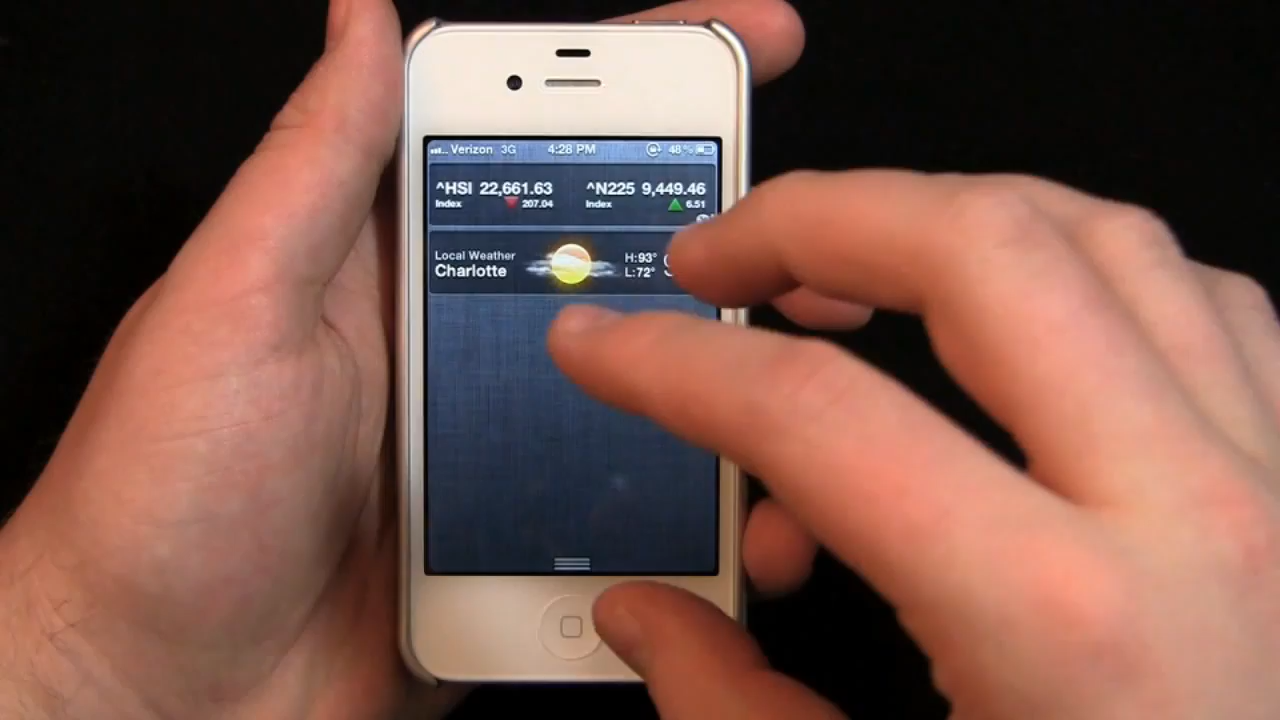 Verizon 3G 4:28 PM 48%
^HSI 22,661.63 ^N225 9,449.46
Index 207.04 Index 6.51
Local Weather H:93°
Charlotte L:72°